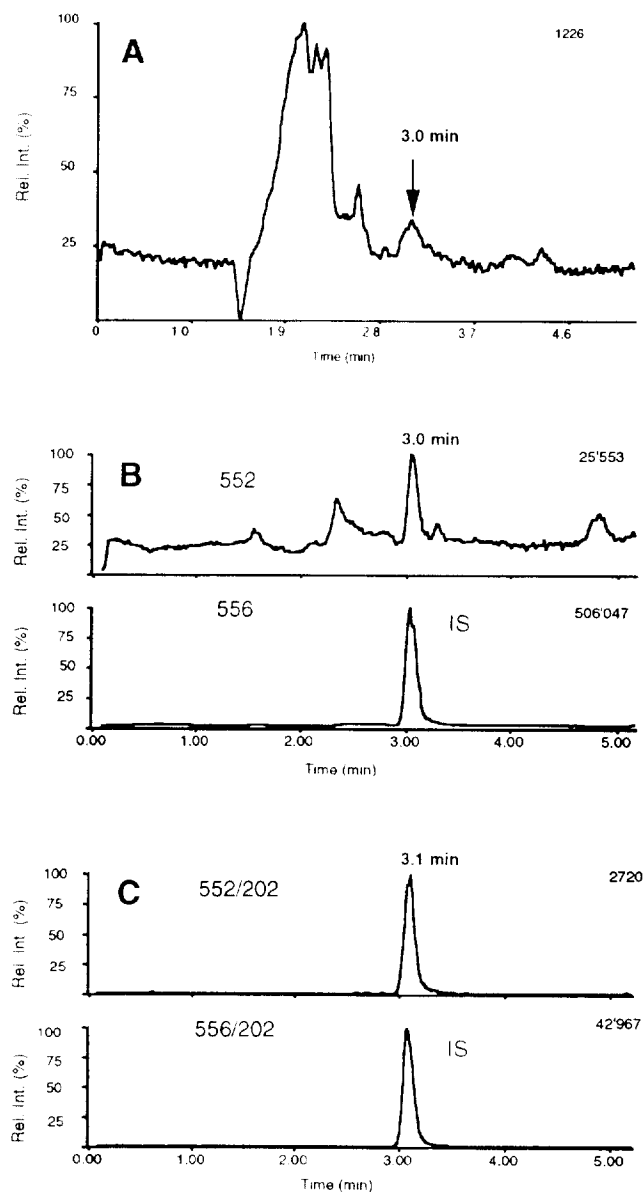 A
1226
Rel. Int. (%)
100
75
50
25
3.0 min
0 1.0 1.9 2.8 3.7 4.6
Time (min)
B
552
3.0 min
25'553
Rel. Int. (%)
100
75
50
25
556
IS
506'047
Rel. Int. (%)
100
75
50
25
0.00 1.00 2.00 3.00 4.00 5.00
Time (min)
C
552/202
3.1 min
2720
Rel. Int. (%)
100
75
50
25
556/202
IS
42'967
Rel. Int. (%)
100
75
50
25
0.00 1.00 2.00 3.00 4.00 5.00
Time (min)